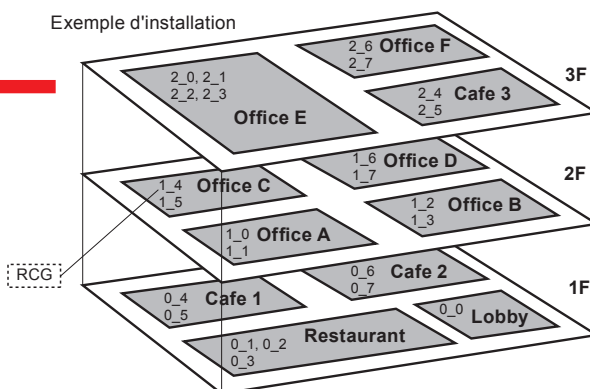 Exemple d'installation
2_6 Office F
2_7
2_0, 2_1
2_2, 2_3
Office E
2_4 Cafe 3
2_5
3F
1_6 Office D
1_7
1_4 Office C
1_5
1_2 Office B
1_3
1_0 Office A
1_1
2F
RCG
0_6 Cafe 2
0_7
0_4 Cafe 1
0_5
0_0 Lobby
0_1, 0_2 Restaurant
0_3
1F